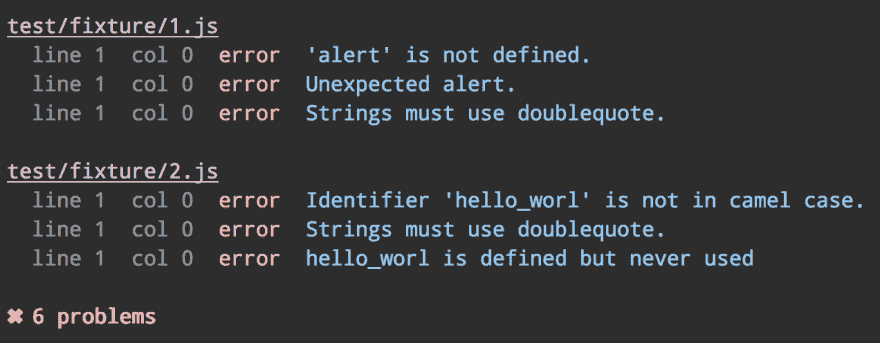 test/fixture/1.js
line 1 col 0 error 'alert' is not defined.
line 1 col 0 error Unexpected alert.
line 1 col 0 error Strings must use doublequote.
test/fixture/2.js
line 1 col 0 error Identifier 'hello_worl' is not in camel case.
line 1 col 0 error Strings must use doublequote.
line 1 col 0 error hello_worl is defined but never used
✖ 6 problems